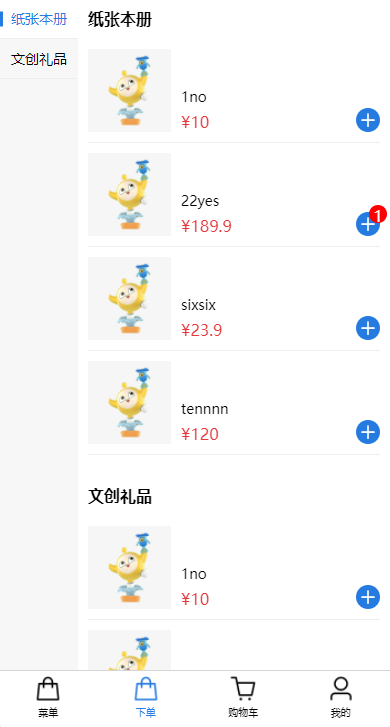 纸张本册
文创礼品
纸张本册
1no
¥10
22yes
¥189.9
1
sixsix
¥23.9
tennnn
¥120
文创礼品
1no
¥10
菜单
下单
购物车
我的